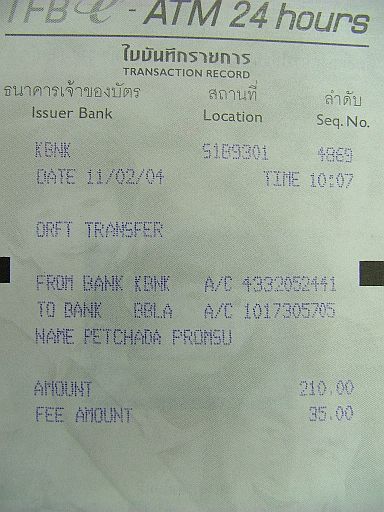 TFB e - ATM 24 hours
ใบบันทึกรายการ
TRANSACTION RECORD
ธนาคารเจ้าของบัตร สถานที่ ลำดับ
Issuer Bank Location Seq. No.
KBNK S1B9301 4869
DATE 11/02/04 TIME 10:07
ORFT TRANSFER
FROM BANK KBNK A/C 4332052441
TO BANK BBLA A/C 1017305705
NAME PETCHADA PROMSU
AMOUNT 210.00
FEE AMOUNT 35.00